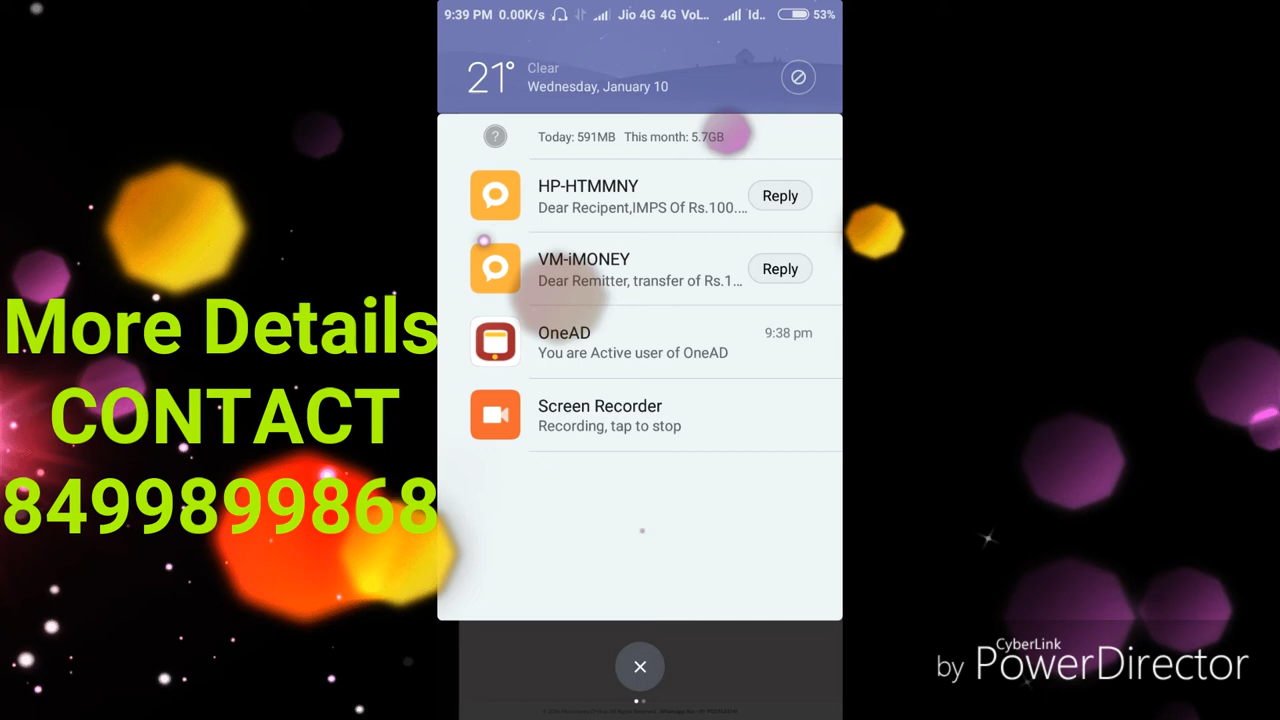 9:39 PM 0.00K/s Jio 4G 4G VoL.. Id.. 53%
21° Clear
Wednesday, January 10
? Today: 591MB This month: 5.7GB
HP-HTMMNY
Dear Recipent,IMPS Of Rs.100.... Reply
VM-iMONEY
Dear Remitter, transfer of Rs.1... Reply
OneAD 9:38 pm
You are Active user of OneAD
Screen Recorder
Recording, tap to stop
More Details
CONTACT
8499899868
CyberLink
by PowerDirector